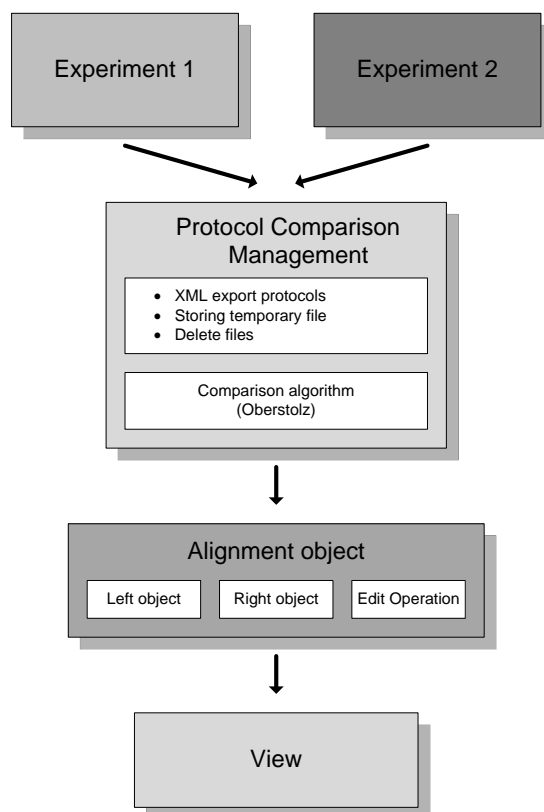 Experiment 1
Experiment 2
Protocol Comparison
Management
• XML export protocols
• Storing temporary file
• Delete files
Comparison algorithm
(Oberstolz)
Alignment object
Left object
Right object
Edit Operation
View